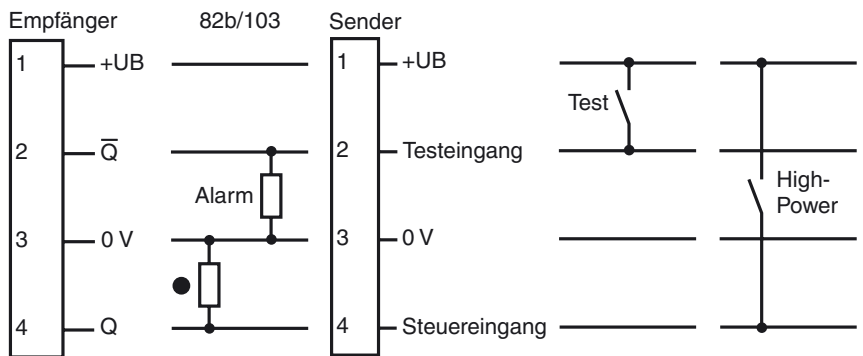 Empfänger 82b/103 Sender
1 +UB 1 +UB
Test
2 Q̅ 2 Testeingang
Alarm
High-
Power
3 0 V 3 0 V
4 Q 4 Steuereingang